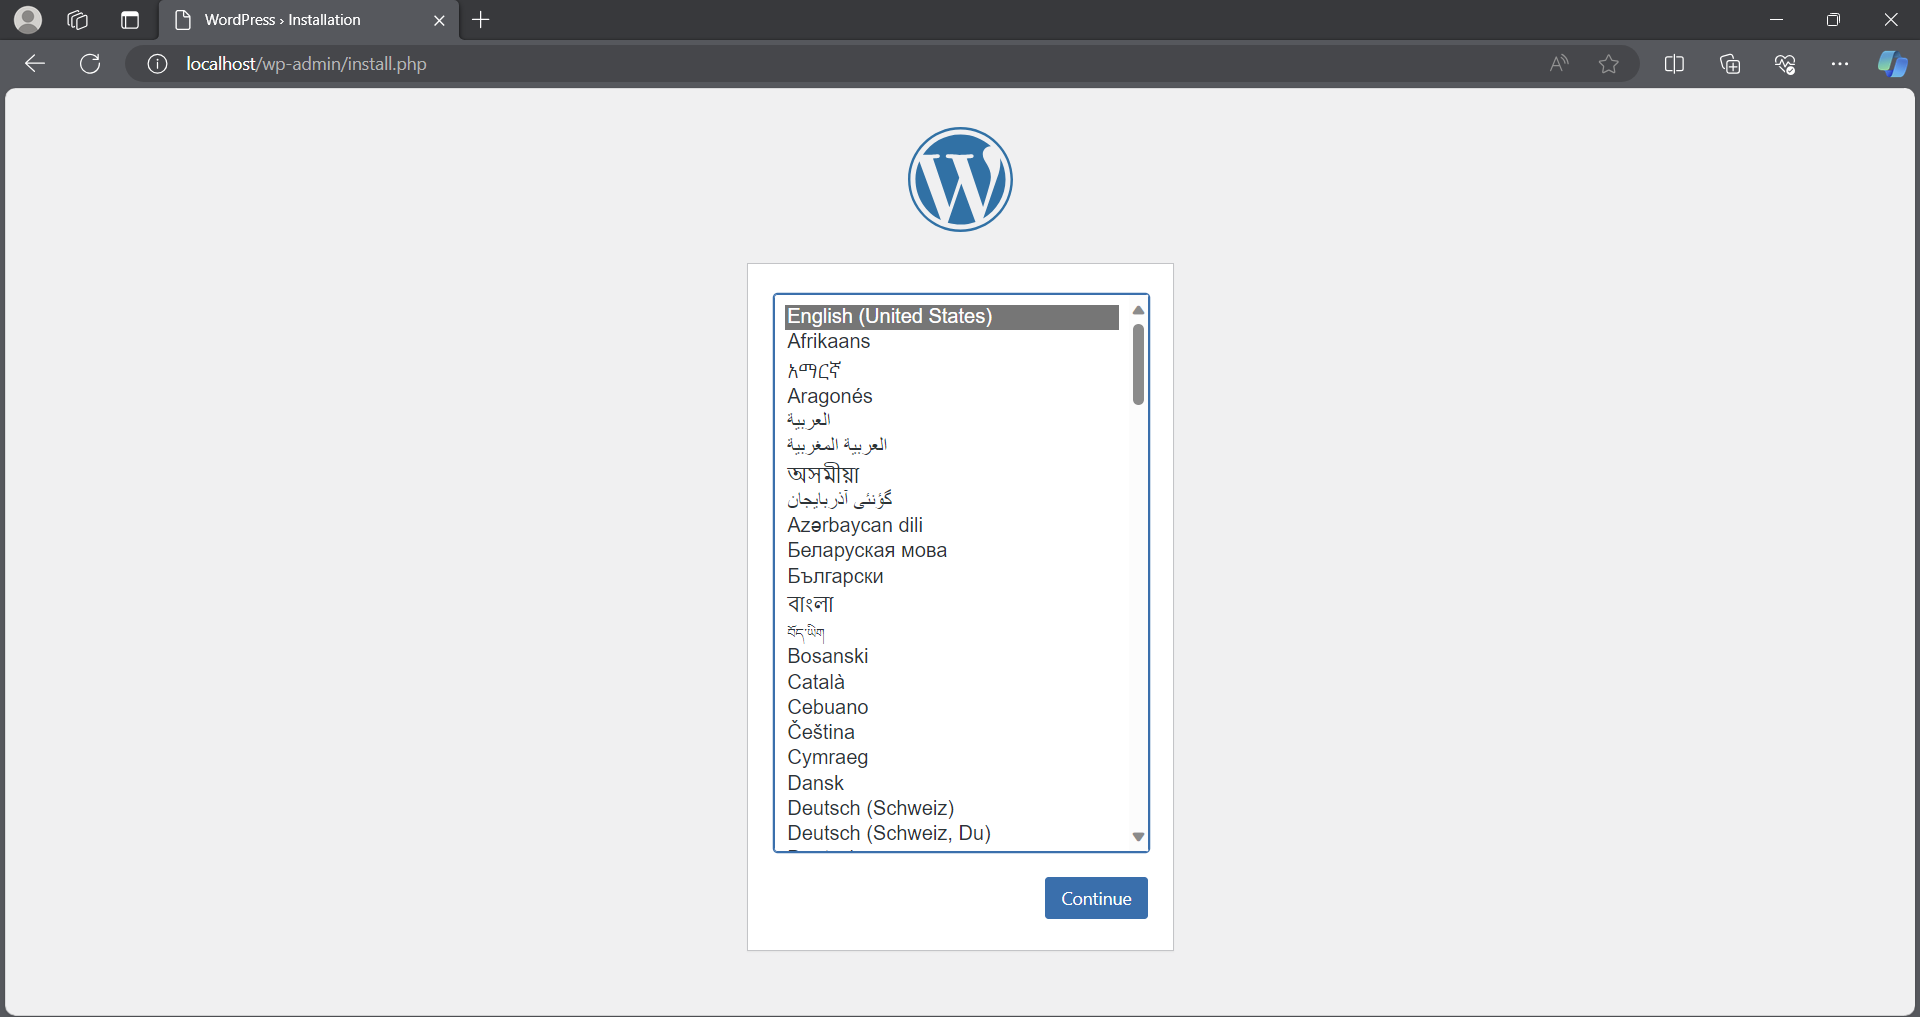 WordPress › Installation
localhost/wp-admin/install.php
English (United States)
Afrikaans
አማርኛ
Aragonés
العربية
العربية المغربية
অসমীয়া
گؤنئی آذربایجان
Azərbaycan dili
Беларуская мова
Български
বাংলা
བོད་ཡིག
Bosanski
Català
Cebuano
Čeština
Cymraeg
Dansk
Deutsch (Schweiz)
Deutsch (Schweiz, Du)
Continue